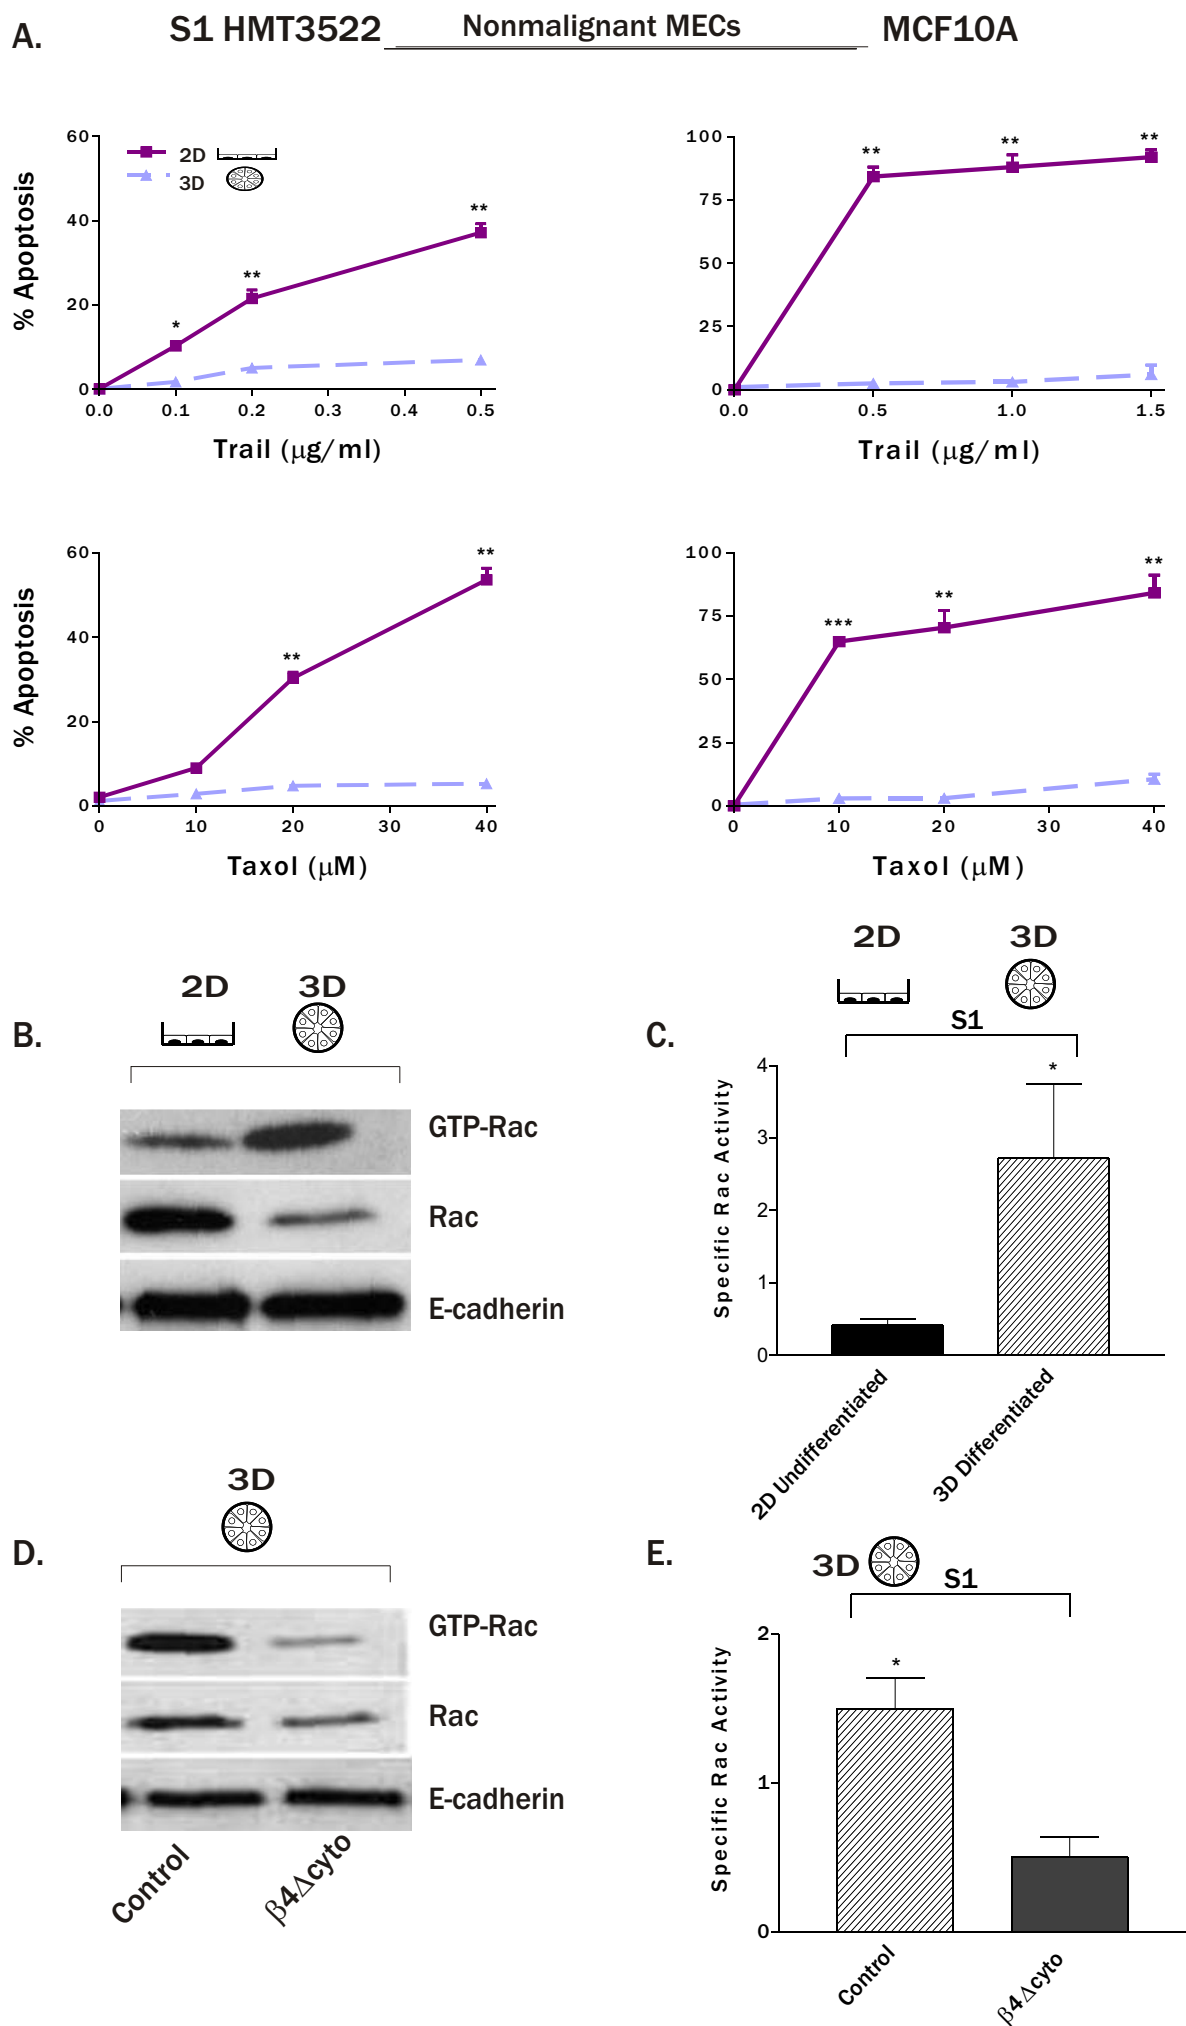 A.
S1 HMT3522
Nonmalignant MECs
MCF10A
60
40
20
0
% Apoptosis
2D
3D
*
**
**
0.0 0.1 0.2 0.3 0.4 0.5
Trail (µg/ml)
100
75
50
25
0
**
**
**
0.0 0.5 1.0 1.5
Trail (µg/ml)
60
40
20
0
% Apoptosis
**
**
0 10 20 30 40
Taxol (µM)
100
75
50
25
0
***
**
**
0 10 20 30 40
Taxol (µM)
B.
2D 3D
GTP-Rac
Rac
E-cadherin
C.
2D 3D
S1
4
3
2
1
0
Specific Rac Activity
*
2D Undifferentiated
3D Differentiated
D.
3D
GTP-Rac
Rac
E-cadherin
Control
β4Δcyto
E.
3D
S1
2
1
0
Specific Rac Activity
*
Control
β4Δcyto